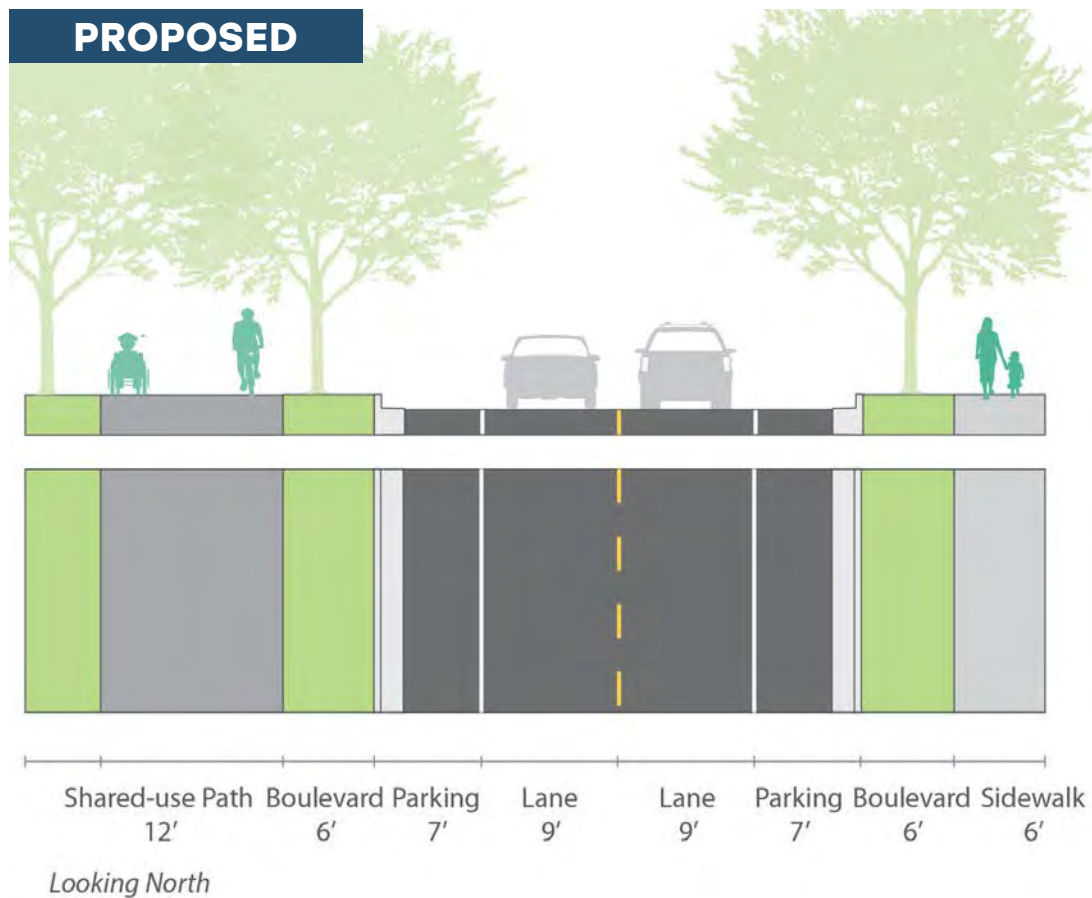 PROPOSED
Shared-use Path Boulevard Parking Lane Lane Parking Boulevard Sidewalk
12′ 6′ 7′ 9′ 9′ 7′ 6′ 6′
Looking North